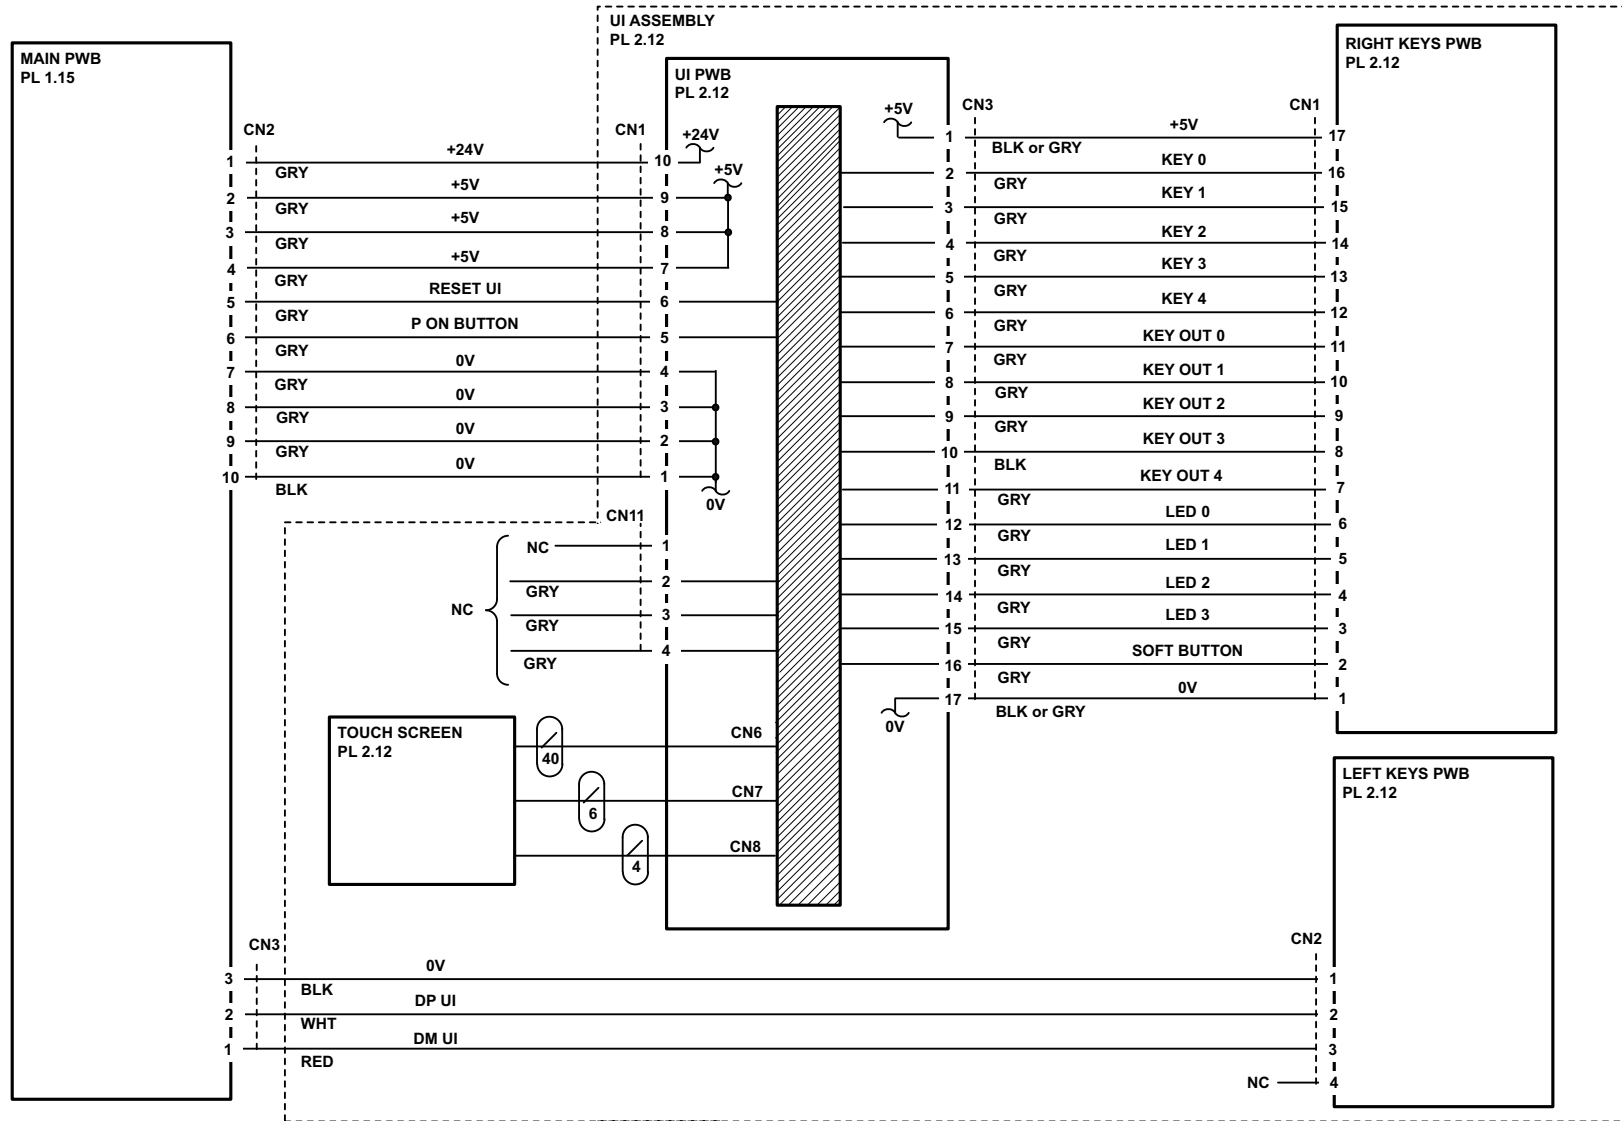 UI ASSEMBLY
PL 2.12
MAIN PWB
PL 1.15
UI PWB
PL 2.12
RIGHT KEYS PWB
PL 2.12
CN2
CN1
1 GRY +24V 10 +24V
2 GRY +5V 9 +5V
3 GRY +5V 8
4 GRY +5V 7
5 GRY RESET UI 6
6 GRY P ON BUTTON 5
7 GRY 0V 4
8 GRY 0V 3
9 GRY 0V 2
10 BLK 0V 1
0V
CN11
NC
NC 1
GRY 2
GRY 3
GRY 4
CN3
CN1
+5V
1 BLK or GRY +5V 17
2 GRY KEY 0 16
3 GRY KEY 1 15
4 GRY KEY 2 14
5 GRY KEY 3 13
6 GRY KEY 4 12
7 GRY KEY OUT 0 11
8 GRY KEY OUT 1 10
9 GRY KEY OUT 2 9
10 BLK KEY OUT 3 8
11 GRY KEY OUT 4 7
12 GRY LED 0 6
13 GRY LED 1 5
14 GRY LED 2 4
15 GRY LED 3 3
16 GRY SOFT BUTTON 2
17 BLK or GRY 0V 1
0V
TOUCH SCREEN
PL 2.12
40 CN6
6 CN7
4 CN8
LEFT KEYS PWB
PL 2.12
CN3
CN2
3 BLK 0V 1
2 WHT DP UI 2
1 RED DM UI 3
NC 4